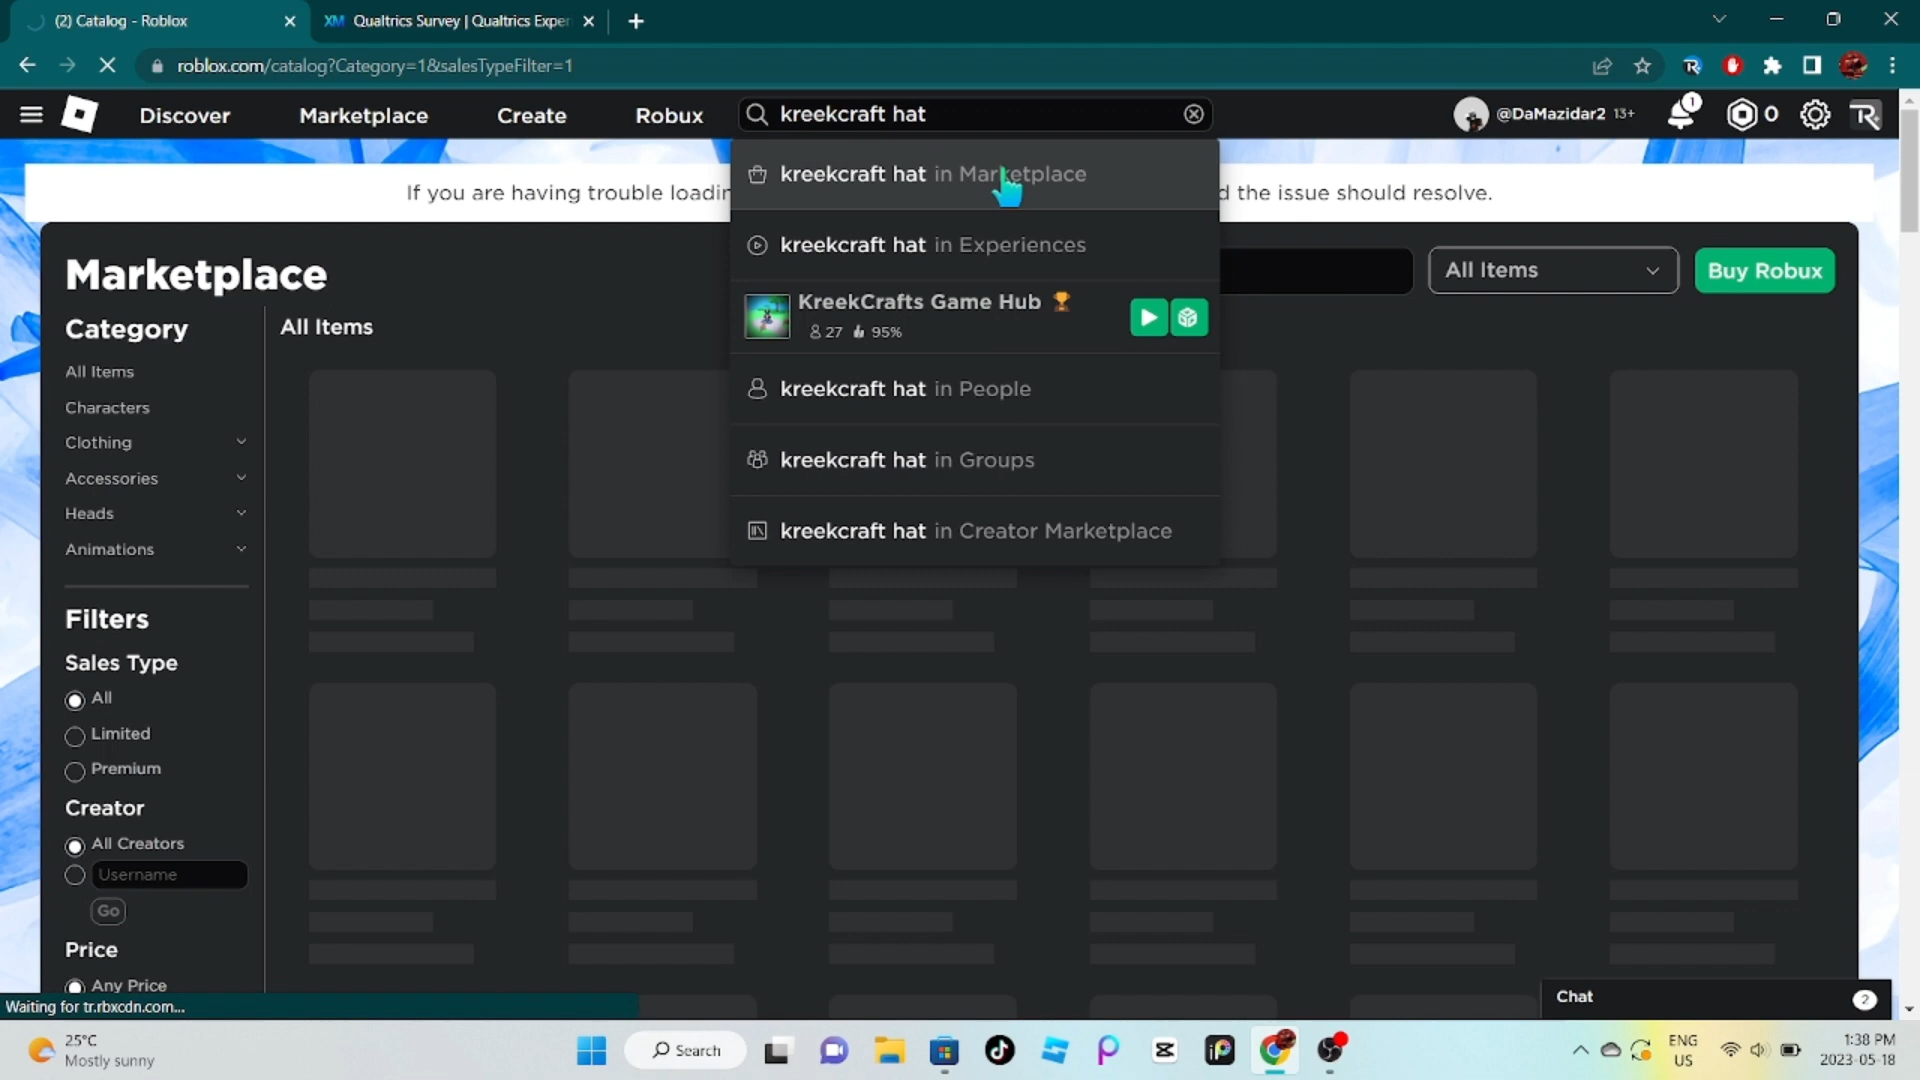 (2) Catalog - Roblox
XM Qualtrics Survey | Qualtrics Exper
roblox.com/catalog?Category=1&salesTypeFilter=1
Discover
Marketplace
Create
Robux
kreekcraft hat
@DaMazidar2 13+
1
0
If you are having trouble loadin
d the issue should resolve.
kreekcraft hat in Marketplace
kreekcraft hat in Experiences
KreekCrafts Game Hub 🏆
27 95%
kreekcraft hat in People
kreekcraft hat in Groups
kreekcraft hat in Creator Marketplace
Marketplace
All Items
Buy Robux
Category
All Items
All Items
Characters
Clothing
Accessories
Heads
Animations
Filters
Sales Type
All
Limited
Premium
Creator
All Creators
Username
Go
Price
Any Price
Waiting for tr.rbxcdn.com...
Chat
2
25°C
Mostly sunny
Search
ENG
US
1:38 PM
2023-05-18